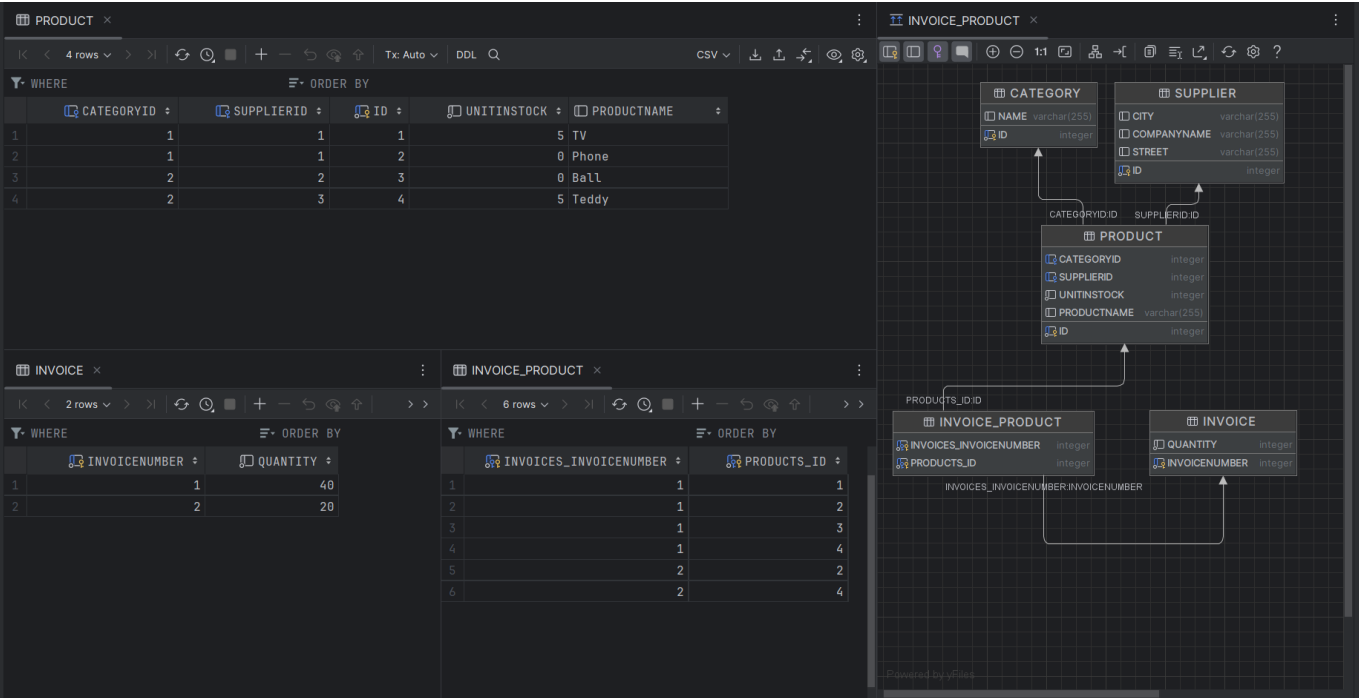 PRODUCT ×
4 rows Tx: Auto DDL CSV
WHERE ORDER BY
CATEGORYID SUPPLIERID ID UNITINSTOCK PRODUCTNAME
1 1 1 1 5 TV
2 1 1 2 0 Phone
3 2 2 3 0 Ball
4 2 3 4 5 Teddy
INVOICE ×
2 rows
WHERE ORDER BY
INVOICENUMBER QUANTITY
1 1 40
2 2 20
INVOICE_PRODUCT ×
6 rows
WHERE ORDER BY
INVOICES_INVOICENUMBER PRODUCTS_ID
1 1 1
2 1 2
3 1 3
4 1 4
5 2 2
6 2 4
INVOICE_PRODUCT ×
1:1 ?
CATEGORY
NAME varchar(255)
ID integer
SUPPLIER
CITY varchar(255)
COMPANYNAME varchar(255)
STREET varchar(255)
ID integer
CATEGORYID:ID SUPPLIERID:ID
PRODUCT
CATEGORYID integer
SUPPLIERID integer
UNITINSTOCK integer
PRODUCTNAME varchar(255)
ID integer
PRODUCTS_ID:ID
INVOICE_PRODUCT
INVOICES_INVOICENUMBER integer
PRODUCTS_ID integer
INVOICE
QUANTITY integer
INVOICENUMBER integer
INVOICES_INVOICENUMBER:INVOICENUMBER
Powered by yFiles